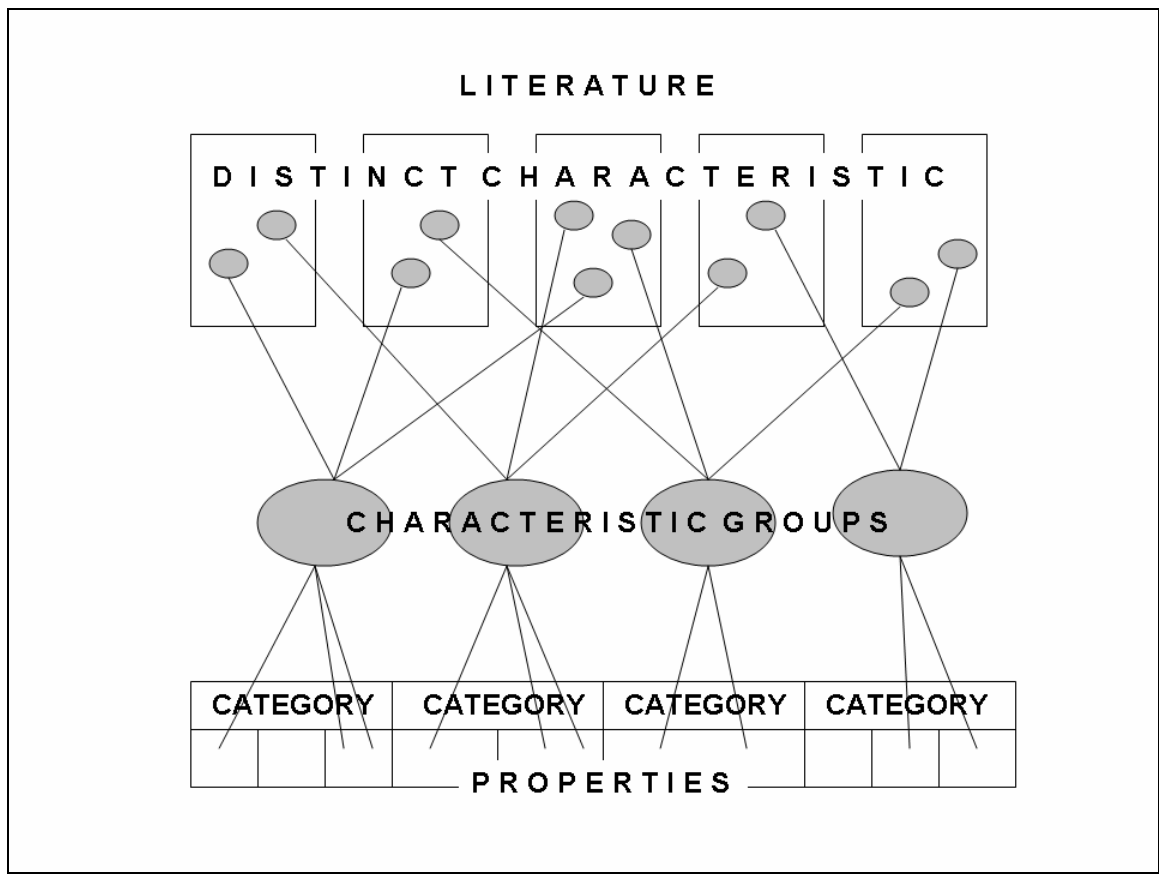 LITERATURE
DISTINCT CHARACTERISTIC
CHARACTERISTIC GROUPS
CATEGORY CATEGORY CATEGORY CATEGORY
PROPERTIES